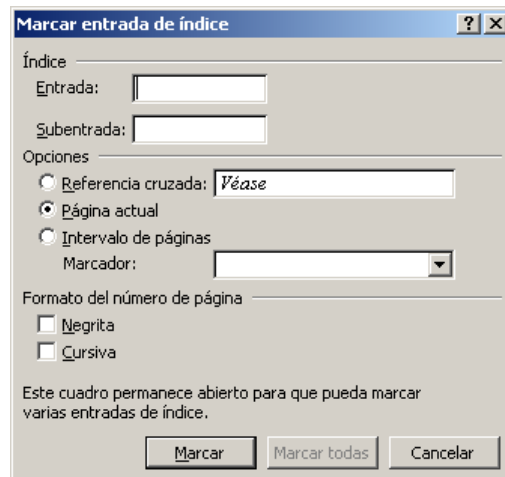 Marcar entrada de índice
Índice
Entrada:
Subentrada:
Opciones
Referencia cruzada: Véase
Página actual
Intervalo de páginas
Marcador:
Formato del número de página
Negrita
Cursiva
Este cuadro permanece abierto para que pueda marcar
varias entradas de índice.
Marcar Marcar todas Cancelar